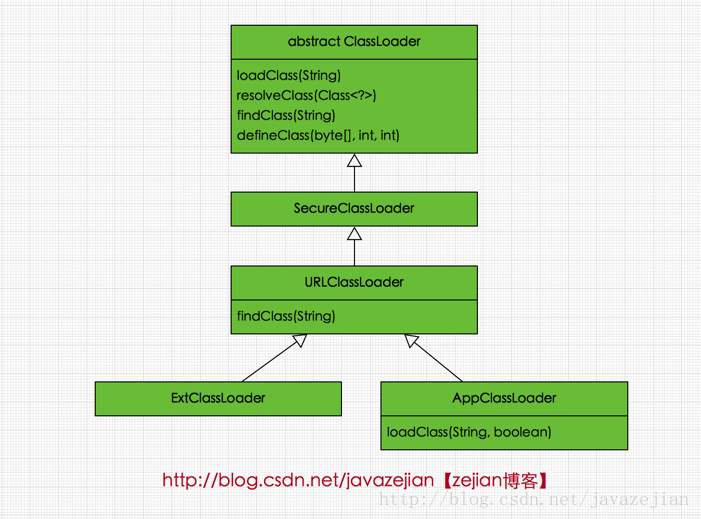 abstract ClassLoader
loadClass(String)
resolveClass(Class<?>)
findClass(String)
defineClass(byte[], int, int)
SecureClassLoader
URLClassLoader
findClass(String)
ExtClassLoader
AppClassLoader
loadClass(String, boolean)
http://blog.csdn.net/javazejian【zejian博客】
http://blog.csdn.net/javazejian